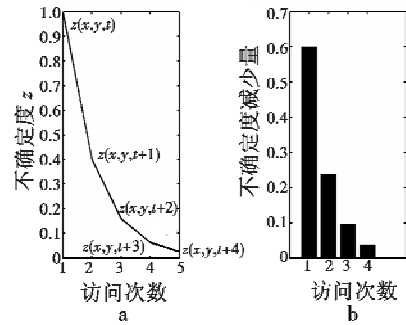 不确定度 z
1.0
0.9
0.8
0.7
0.6
0.5
0.4
0.3
0.2
0.1
0
z(x,y,t)
z(x,y,t+1)
z(x,y,t+2)
z(x,y,t+3)
z(x,y,t+4)
1 2 3 4 5
访问次数
a
不确定度减少量
0.7
0.6
0.5
0.4
0.3
0.2
0.1
0
1 2 3 4
访问次数
b